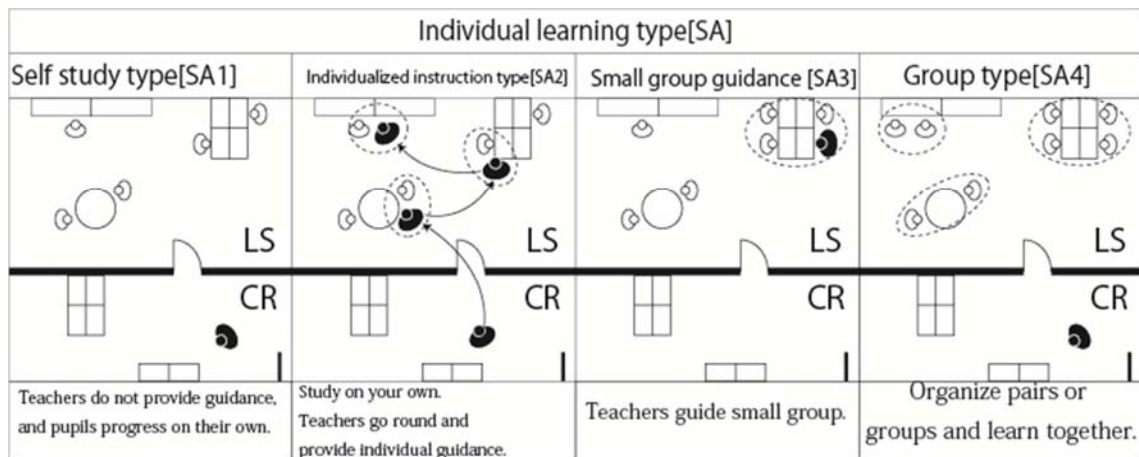 Individual learning type[SA]
Self study type[SA1]
Individualized instruction type[SA2]
Small group guidance [SA3]
Group type[SA4]
LS
LS
LS
LS
CR
CR
CR
CR
Teachers do not provide guidance,
and pupils progress on their own.
Study on your own.
Teachers go round and
provide individual guidance.
Teachers guide small group.
Organize pairs or
groups and learn together.